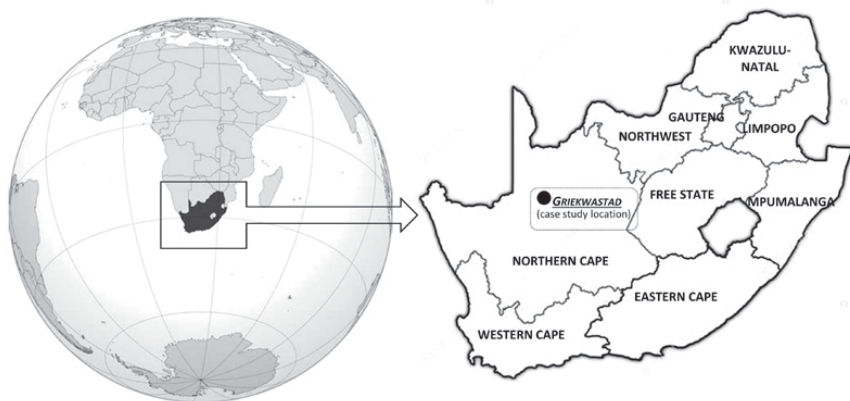 KWAZULU-
NATAL
GAUTENG
NORTHWEST
LIMPOPO
GRIEKWASTAD
(case study location)
FREE STATE
MPUMALANGA
NORTHERN CAPE
EASTERN CAPE
WESTERN CAPE